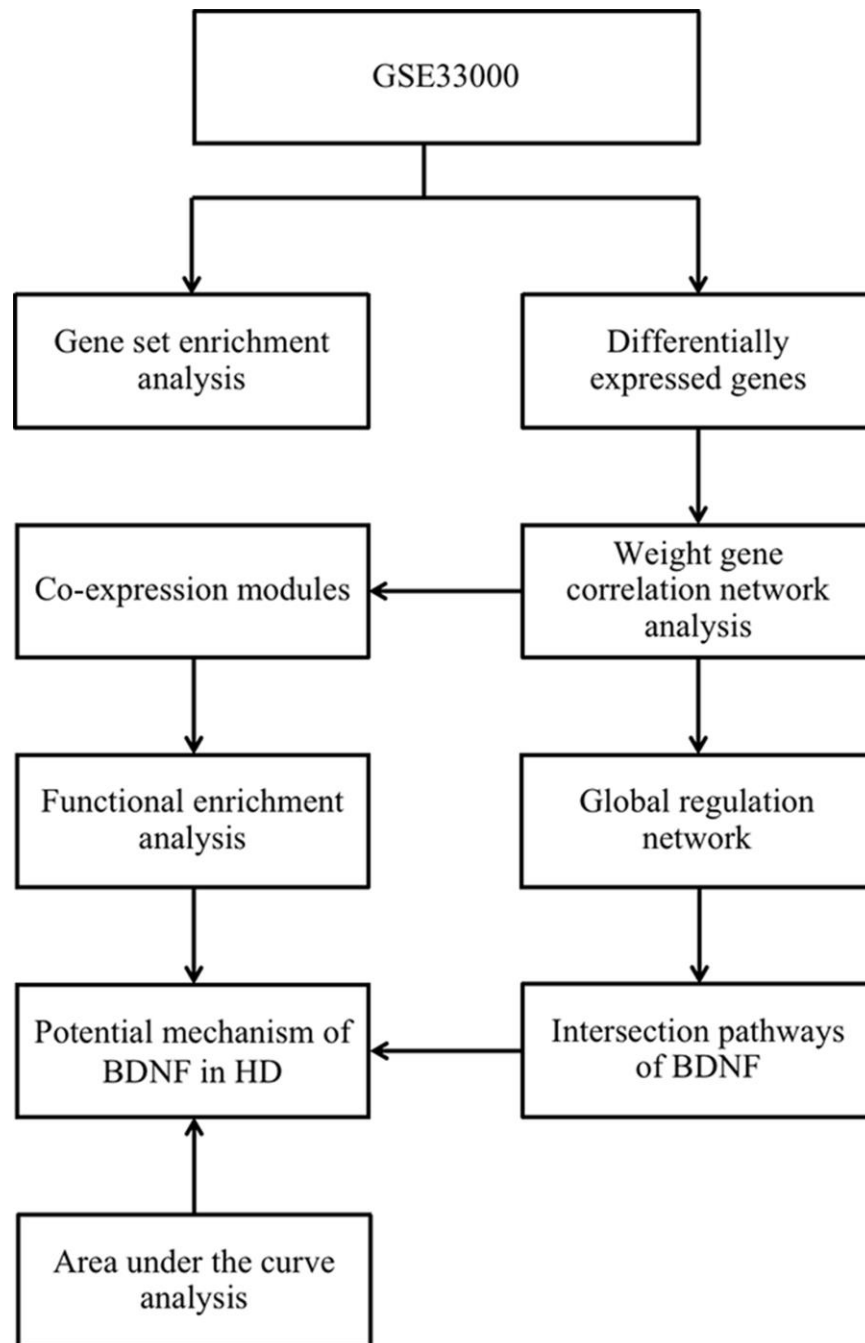 GSE33000
Gene set enrichment
analysis
Differentially
expressed genes
Co-expression modules
Weight gene
correlation network
analysis
Functional enrichment
analysis
Global regulation
network
Potential mechanism of
BDNF in HD
Intersection pathways
of BDNF
Area under the curve
analysis